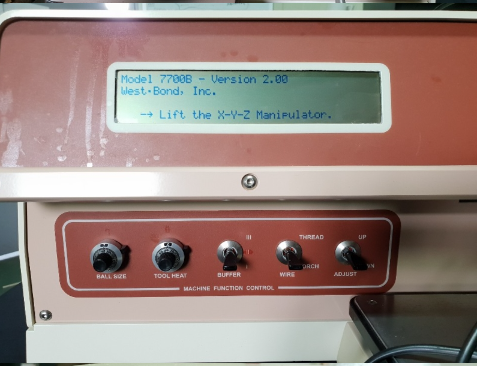 Model 7700B - Version 2.00
West·Bond, Inc.
→ Lift the X-Y-Z Manipulator.
III
THREAD
UP
BALL SIZE
TOOL HEAT
BUFFER
WIRE
ADJUST
MACHINE FUNCTION CONTROL